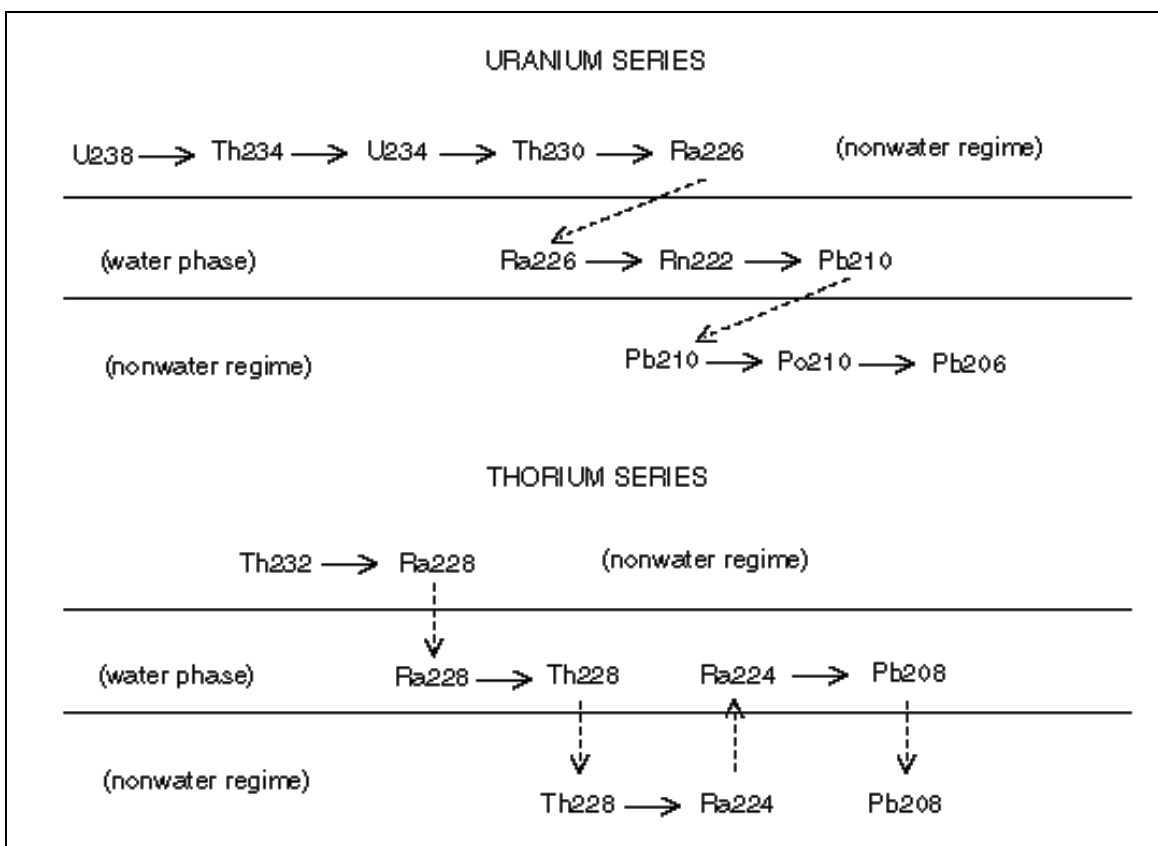 URANIUM SERIES
U238 → Th234 → U234 → Th230 → Ra226 (nonwater regime)
(water phase) Ra226 → Rn222 → Pb210
(nonwater regime) Pb210 → Po210 → Pb206
THORIUM SERIES
Th232 → Ra228 (nonwater regime)
(water phase) Ra228 → Th228 Ra224 → Pb208
(nonwater regime)
Th228 → Ra224 Pb208